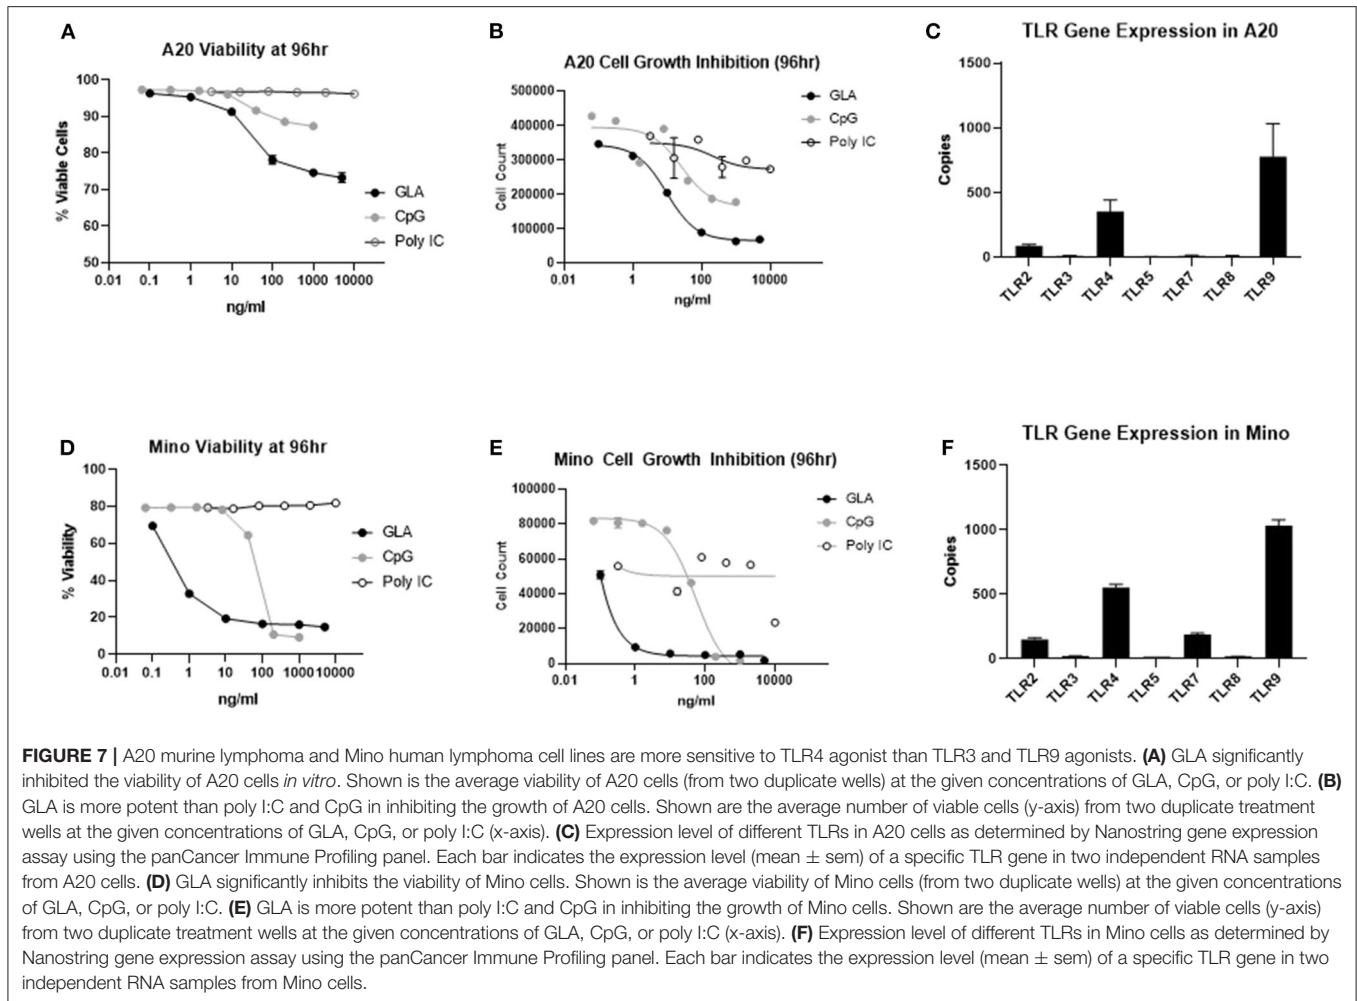 A
A20 Viability at 96hr
% Viable Cells
100
90
80
70
60
50
0.01 0.1 1 10 100 1000 10000
ng/ml
GLA
CpG
Poly IC
B
A20 Cell Growth Inhibition (96hr)
Cell Count
500000
400000
300000
200000
100000
0
0.01 1 100 10000
ng/ml
GLA
CpG
Poly IC
C
TLR Gene Expression in A20
Copies
1500
1000
500
0
TLR2 TLR3 TLR4 TLR5 TLR7 TLR8 TLR9
D
Mino Viability at 96hr
% Viability
100
80
60
40
20
0
0.01 0.1 1 10 100 1000 10000
ng/ml
GLA
CpG
Poly IC
E
Mino Cell Growth Inhibition (96hr)
Cell Count
100000
80000
60000
40000
20000
0
0.01 1 100 10000
ng/ml
GLA
CpG
Poly IC
F
TLR Gene Expression in Mino
Copies
1500
1000
500
0
TLR2 TLR3 TLR4 TLR5 TLR7 TLR8 TLR9
FIGURE 7 | A20 murine lymphoma and Mino human lymphoma cell lines are more sensitive to TLR4 agonist than TLR3 and TLR9 agonists. (A) GLA significantly
inhibited the viability of A20 cells in vitro. Shown is the average viability of A20 cells (from two duplicate wells) at the given concentrations of GLA, CpG, or poly I:C. (B)
GLA is more potent than poly I:C and CpG in inhibiting the growth of A20 cells. Shown are the average number of viable cells (y-axis) from two duplicate treatment
wells at the given concentrations of GLA, CpG, or poly I:C (x-axis). (C) Expression level of different TLRs in A20 cells as determined by Nanostring gene expression
assay using the panCancer Immune Profiling panel. Each bar indicates the expression level (mean ± sem) of a specific TLR gene in two independent RNA samples
from A20 cells. (D) GLA significantly inhibits the viability of Mino cells. Shown is the average viability of Mino cells (from two duplicate wells) at the given concentrations
of GLA, CpG, or poly I:C. (E) GLA is more potent than poly I:C and CpG in inhibiting the growth of Mino cells. Shown are the average number of viable cells (y-axis)
from two duplicate treatment wells at the given concentrations of GLA, CpG, or poly I:C (x-axis). (F) Expression level of different TLRs in Mino cells as determined by
Nanostring gene expression assay using the panCancer Immune Profiling panel. Each bar indicates the expression level (mean ± sem) of a specific TLR gene in two
independent RNA samples from Mino cells.